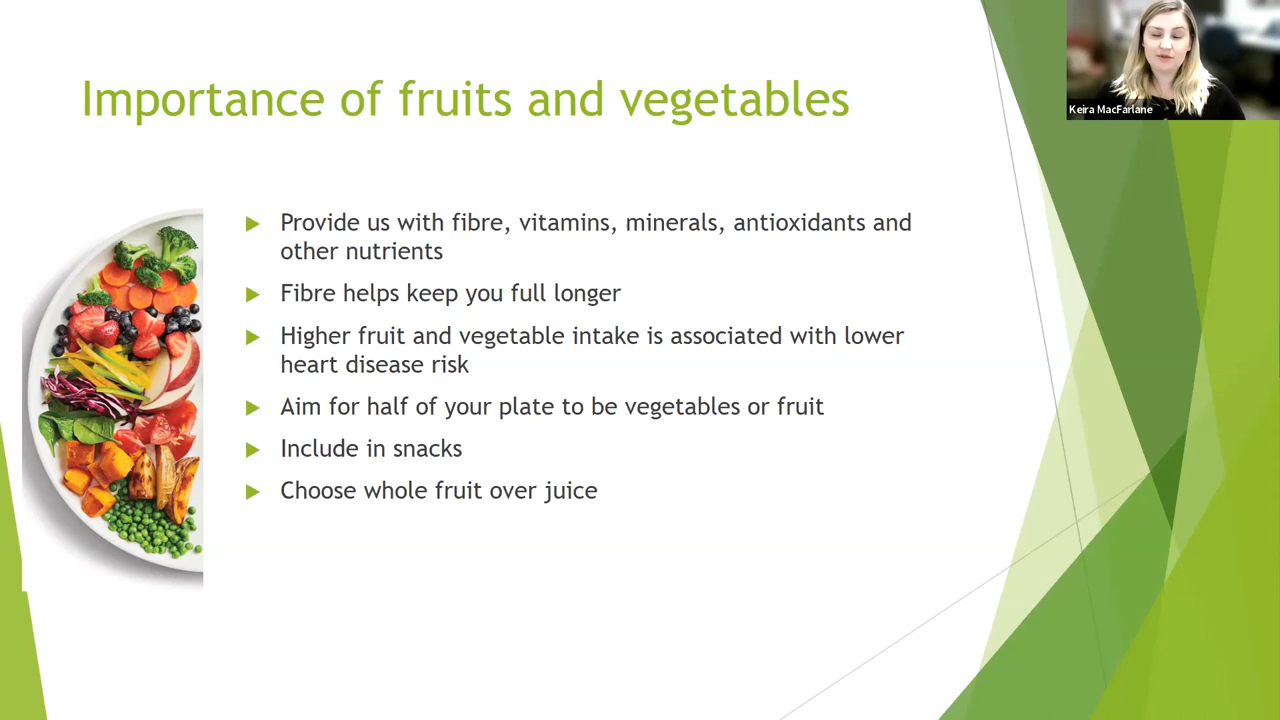 Importance of fruits and vegetables
Keira MacFarlane
Provide us with fibre, vitamins, minerals, antioxidants and
other nutrients
Fibre helps keep you full longer
Higher fruit and vegetable intake is associated with lower
heart disease risk
Aim for half of your plate to be vegetables or fruit
Include in snacks
Choose whole fruit over juice